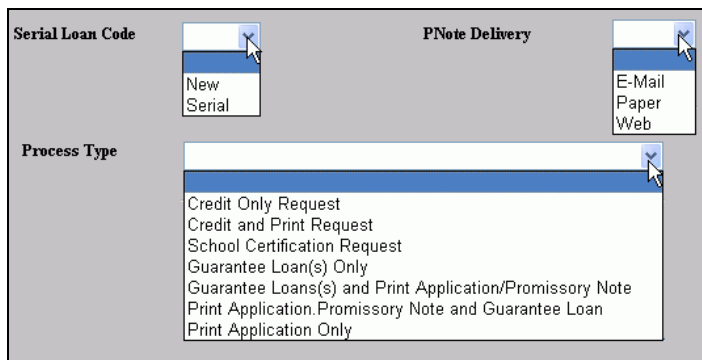 Serial Loan Code
PNote Delivery
New
Serial
E-Mail
Paper
Web
Process Type
Credit Only Request
Credit and Print Request
School Certification Request
Guarantee Loan(s) Only
Guarantee Loans(s) and Print Application/Promissory Note
Print Application.Promissory Note and Guarantee Loan
Print Application Only